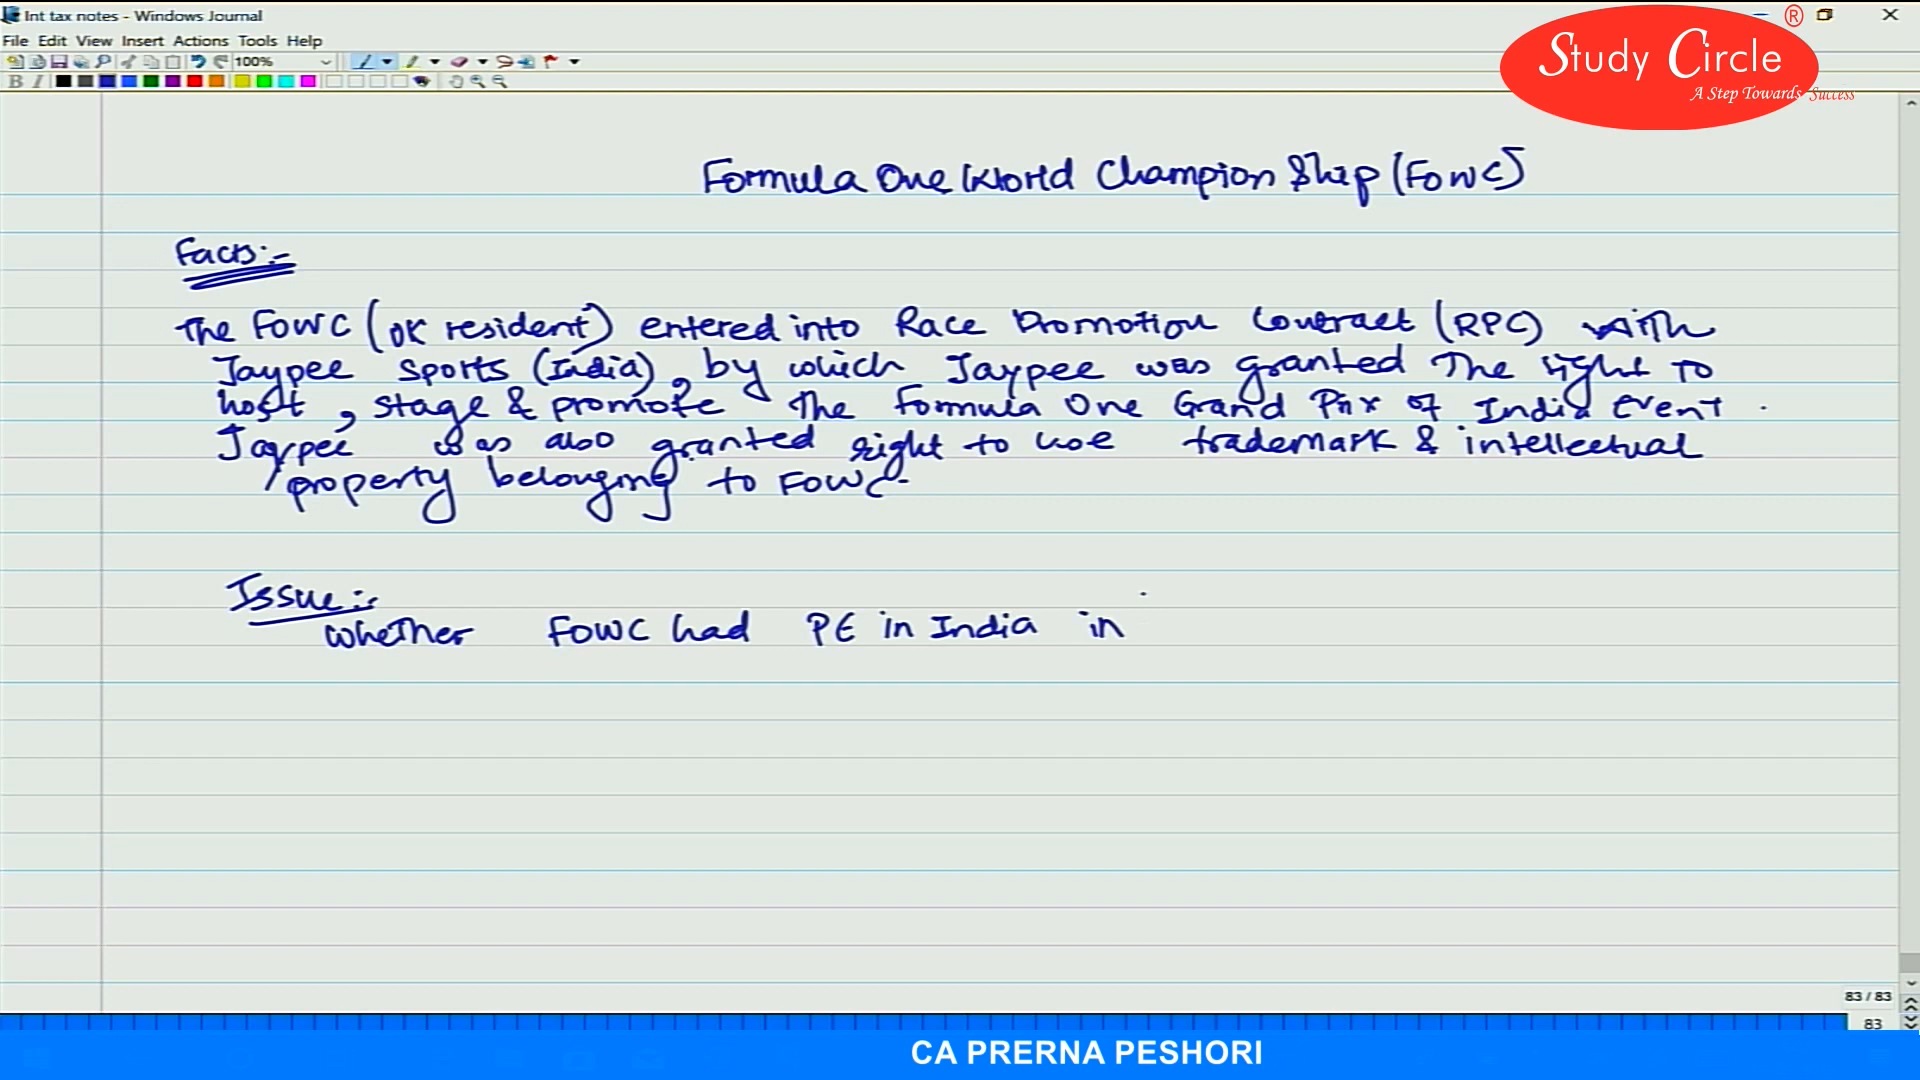 Int tax notes - Windows Journal
File Edit View Insert Actions Tools Help
100%
B I
®
Study Circle
A Step Towards Success
Formula One World Champion Ship (FOWC)
Facts:-
The FOWC (UK resident) entered into Race Promotion Contract (RPC) with
Jaypee Sports (India), by which Jaypee was granted The right to
host, stage & promote The Formula One Grand Prix of India Event.
Jaypee was also granted right to use trademark & intellectual
property belonging to FOWC.
Issue:-
Whether FOWC had PE in India in
83 / 83
83
CA PRERNA PESHORI